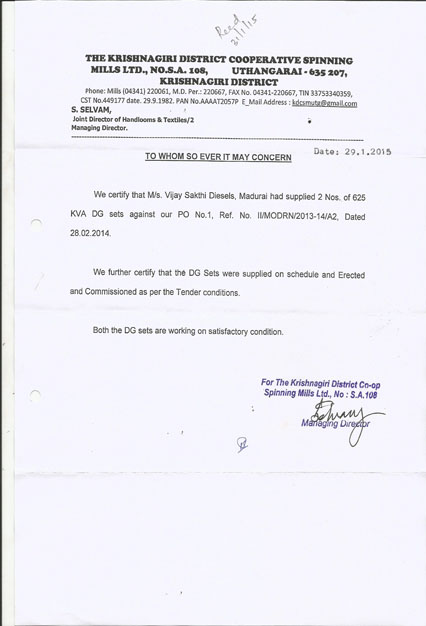 Recd
31/1/15
THE KRISHNAGIRI DISTRICT COOPERATIVE SPINNING
MILLS LTD., NO.S.A. 108, UTHANGARAI - 635 207,
KRISHNAGIRI DISTRICT
Phone: Mills (04341) 220061, M.D. Per.: 220667, FAX No. 04341-220667, TIN 33753340359,
CST No.449177 date. 29.9.1982. PAN No.AAAAT2057P E_Mail Address : kdcsmutg@gmail.com
S. SELVAM,
Joint Director of Handlooms & Textiles/2
Managing Director.
Date: 29.1.2015
TO WHOM SO EVER IT MAY CONCERN
We certify that M/s. Vijay Sakthi Diesels, Madurai had supplied 2 Nos. of 625
KVA DG sets against our PO No.1, Ref. No. II/MODRN/2013-14/A2, Dated
28.02.2014.
We further certify that the DG Sets were supplied on schedule and Erected
and Commissioned as per the Tender conditions.
Both the DG sets are working on satisfactory condition.
For The Krishnagiri District Co-op
Spinning Mills Ltd., No : S.A.108
Managing Director